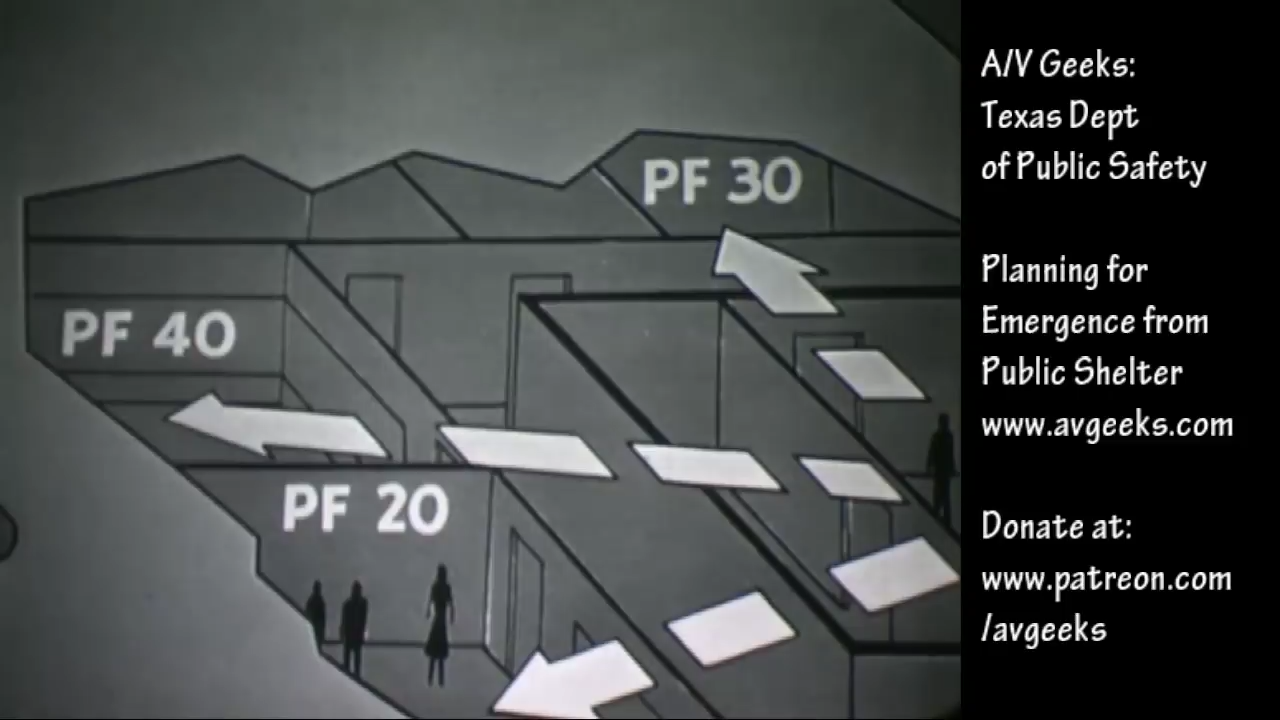 PF 30
PF 40
PF 20
A/V Geeks:
Texas Dept
of Public Safety
Planning for
Emergence from
Public Shelter
www.avgeeks.com
Donate at:
www.patreon.com
/avgeeks